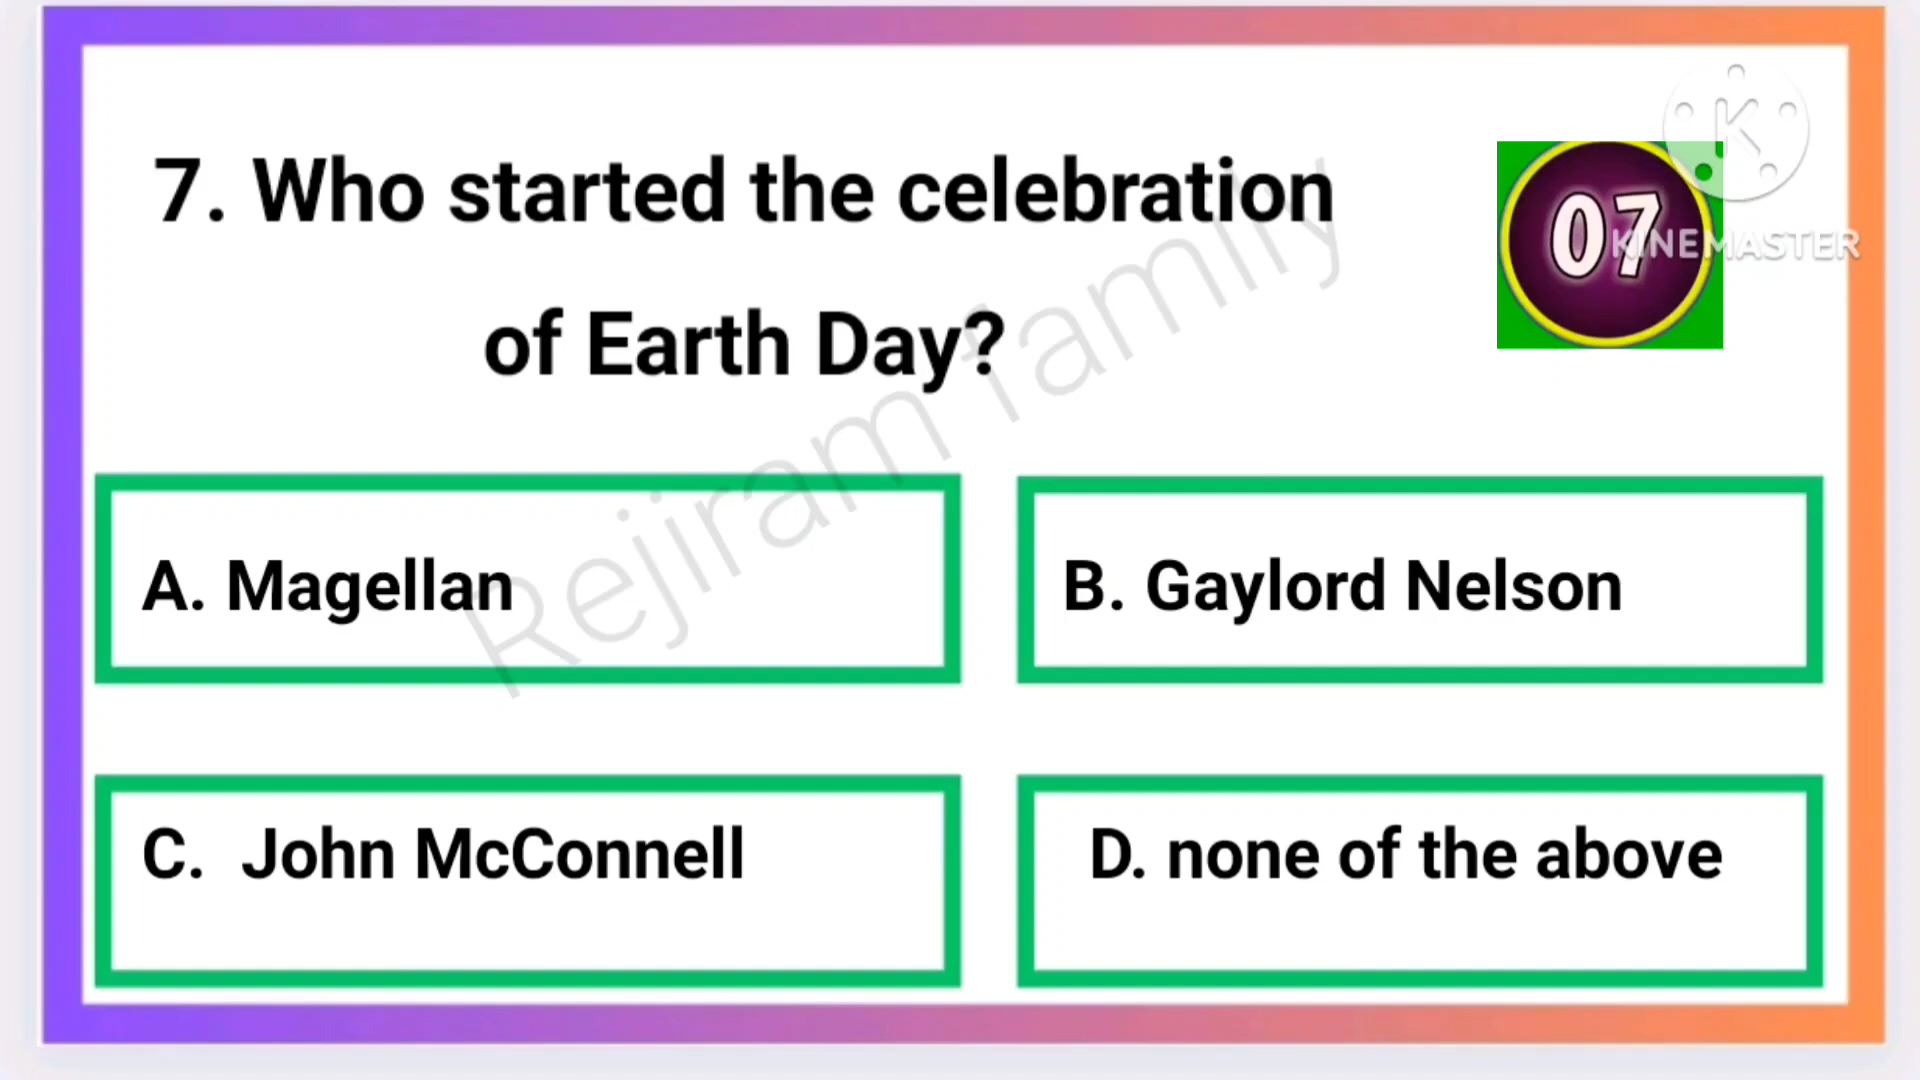 7. Who started the celebration
of Earth Day?
07
K
KINEMASTER
Rejiram family
A. Magellan
B. Gaylord Nelson
C. John McConnell
D. none of the above